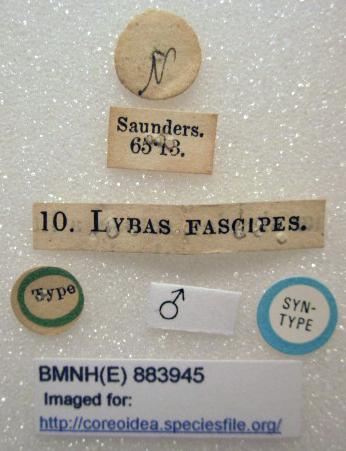 N
Saunders.
65·13.
10. LYBAS FASCIPES.
Type
♂
SYN-
TYPE
BMNH(E) 883945
Imaged for:
http://coreoidea.speciesfile.org/